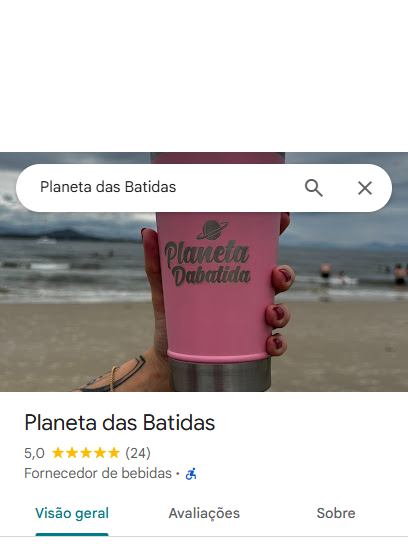 Planeta das Batidas
Planeta
Dabatida
Planeta das Batidas
5,0 ★★★★★ (24)
Fornecedor de bebidas ·
Visão geral Avaliações Sobre